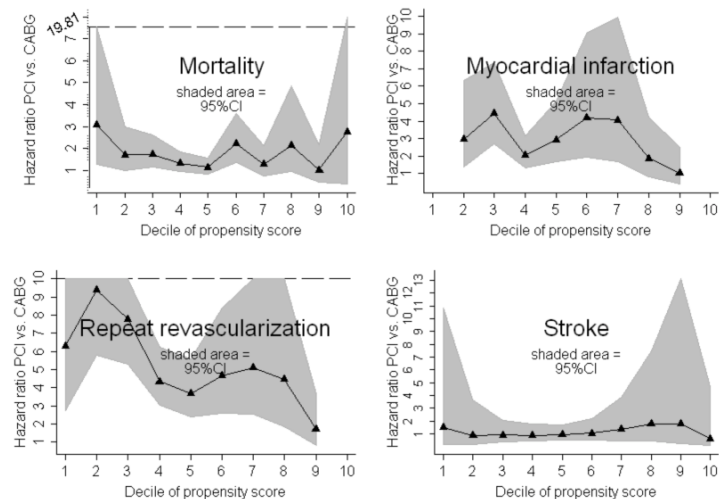 Hazard ratio PCI vs. CABG
19.81
7
6
5
4
3
2
1
Mortality
shaded area =
95%CI
1 2 3 4 5 6 7 8 9 10
Decile of propensity score
Hazard ratio PCI vs. CABG
10
9
8
7
6
5
4
3
2
1
Myocardial infarction
shaded area =
95%CI
1 2 3 4 5 6 7 8 9 10
Decile of propensity score
Hazard ratio PCI vs. CABG
10
9
8
7
6
5
4
3
2
1
Repeat revascularization
shaded area =
95%CI
1 2 3 4 5 6 7 8 9 10
Decile of propensity score
Hazard ratio PCI vs. CABG
13
12
11
10
9
8
7
6
5
4
3
2
1
Stroke
shaded area =
95%CI
1 2 3 4 5 6 7 8 9 10
Decile of propensity score